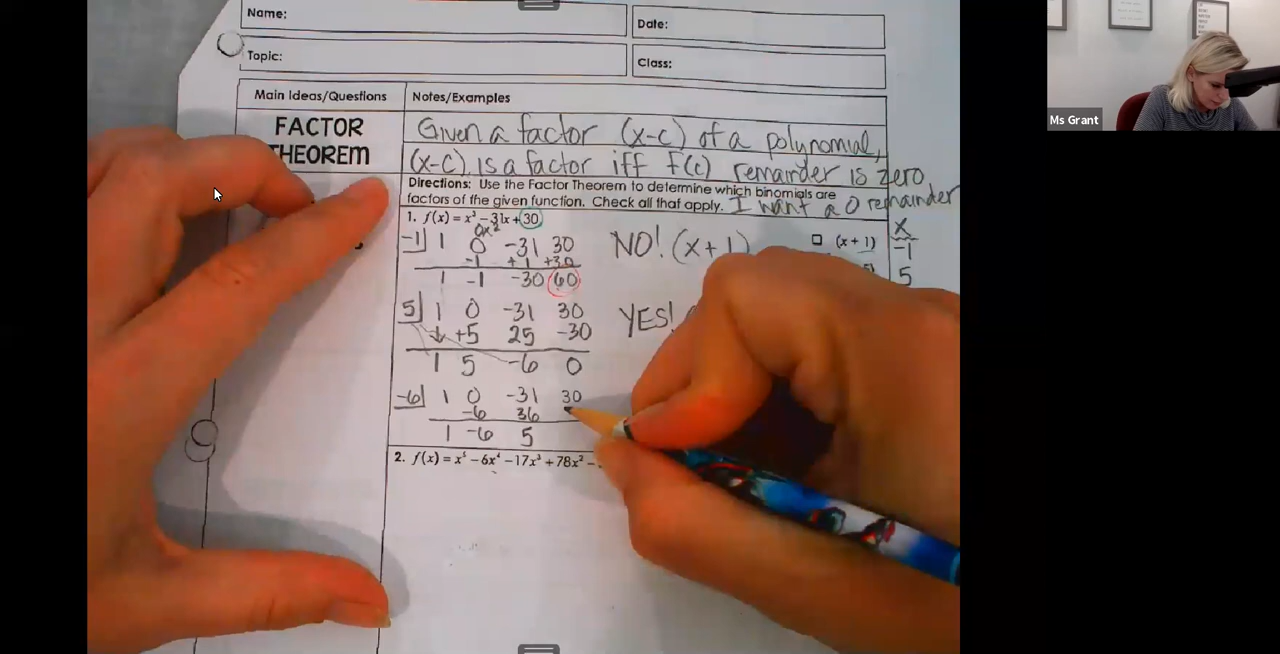 Name:
Date:
Topic:
Class:
Main Ideas/Questions
Notes/Examples
FACTOR
THEOREM
Given a factor (x-c) of a polynomial,
(x-c) is a factor iff f(c) remainder is zero
Directions: Use the Factor Theorem to determine which binomials are
factors of the given function. Check all that apply. I want a 0 remainder
1. f(x) = x³ - 31x + 30
0x²
-1| 1 0 -31 30
-1 +1 +30
1 -1 -30 60
NO! (x+1)
□ (x + 1)
x
-1
5
5| 1 0 -31 30
↓ +5 25 -30
1 5 -6 0
YES!
-6| 1 0 -31 30
-6 36
1 -6 5
2. f(x) = x⁵ - 6x⁴ - 17x³ + 78x² -
Ms Grant